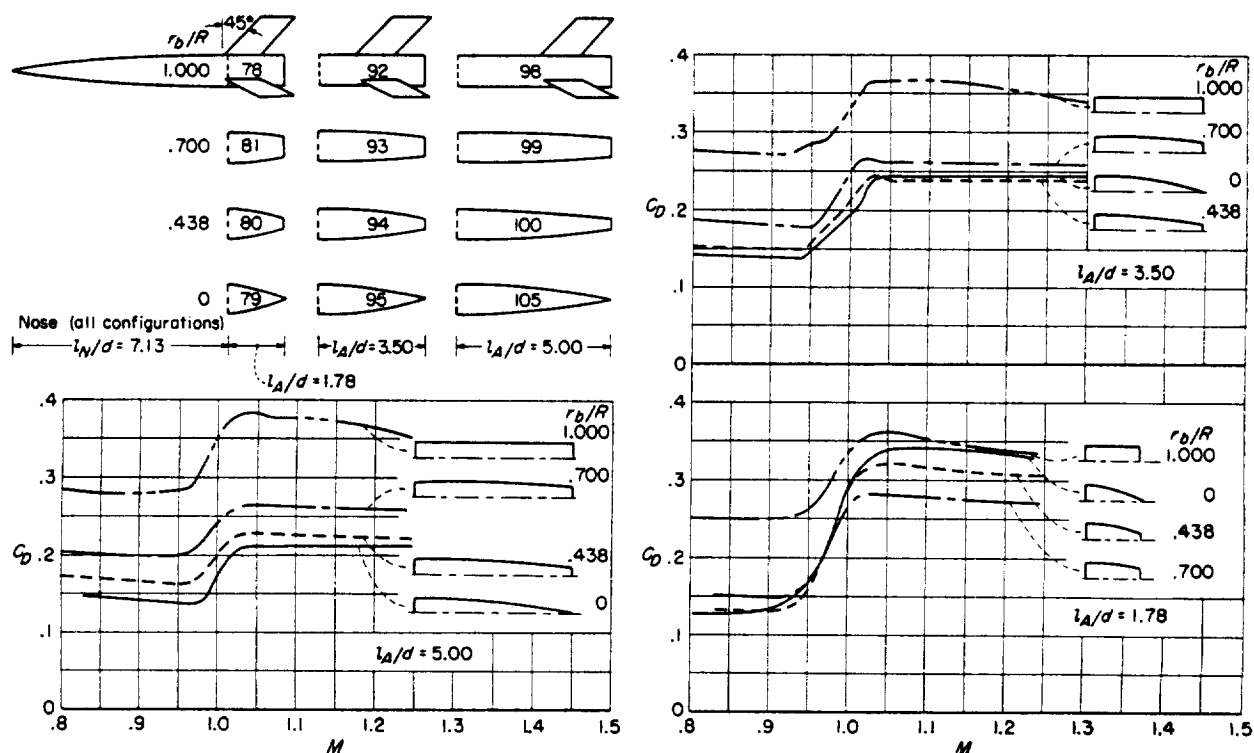 45°
r_b/R
1.000 78 92 98
.700 81 93 99
.438 80 94 100
0 79 95 105
Nose (all configurations)
l_N/d = 7.13 l_A/d=3.50 l_A/d=5.00
l_A/d=1.78
.4
.3
C_D
.2
.1
0
r_b/R
1.000
.700
.438
0
l_A/d=5.00
.8 .9 1.0 1.1 1.2 1.3 1.4 1.5
M
.4
.3
C_D
.2
.1
0
r_b/R
1.000
.700
0
.438
l_A/d=3.50
.4
.3
C_D
.2
.1
0
r_b/R
1.000
0
.438
.700
l_A/d=1.78
.8 .9 1.0 1.1 1.2 1.3 1.4 1.5
M